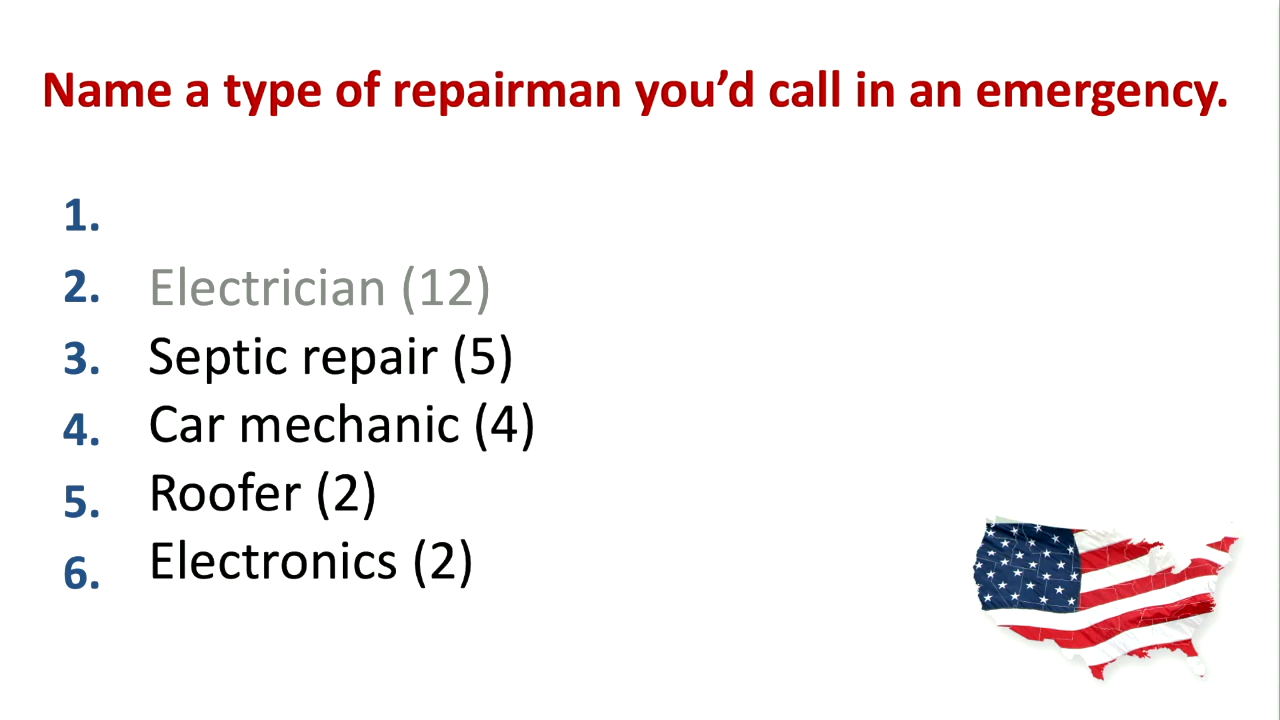 Name a type of repairman you’d call in an emergency.
1.
2. Electrician (12)
3. Septic repair (5)
4. Car mechanic (4)
5. Roofer (2)
6. Electronics (2)